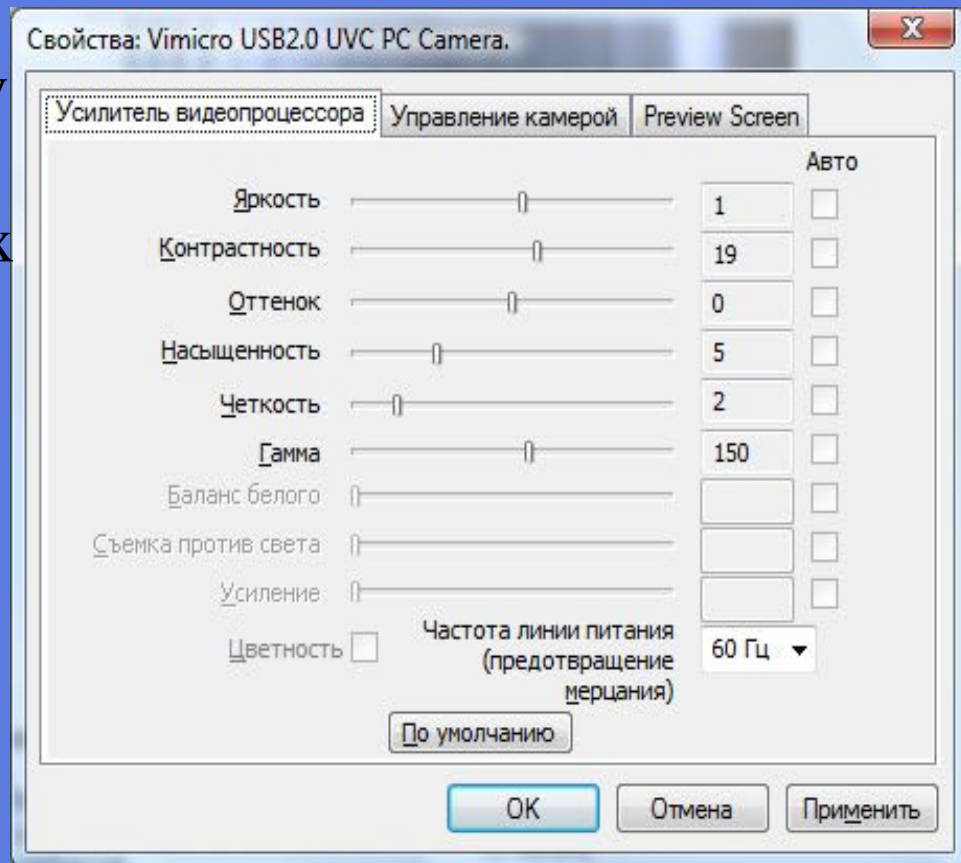 Свойства: Vimicro USB2.0 UVC PC Camera.
Усилитель видеопроцессора Управление камерой Preview Screen
Авто
Яркость 1
Контрастность 19
Оттенок 0
Насыщенность 5
Четкость 2
Гамма 150
Баланс белого
Съемка против света
Усиление
Цветность Частота линии питания 60 Гц
(предотвращение
мерцания)
По умолчанию
OK Отмена Применить